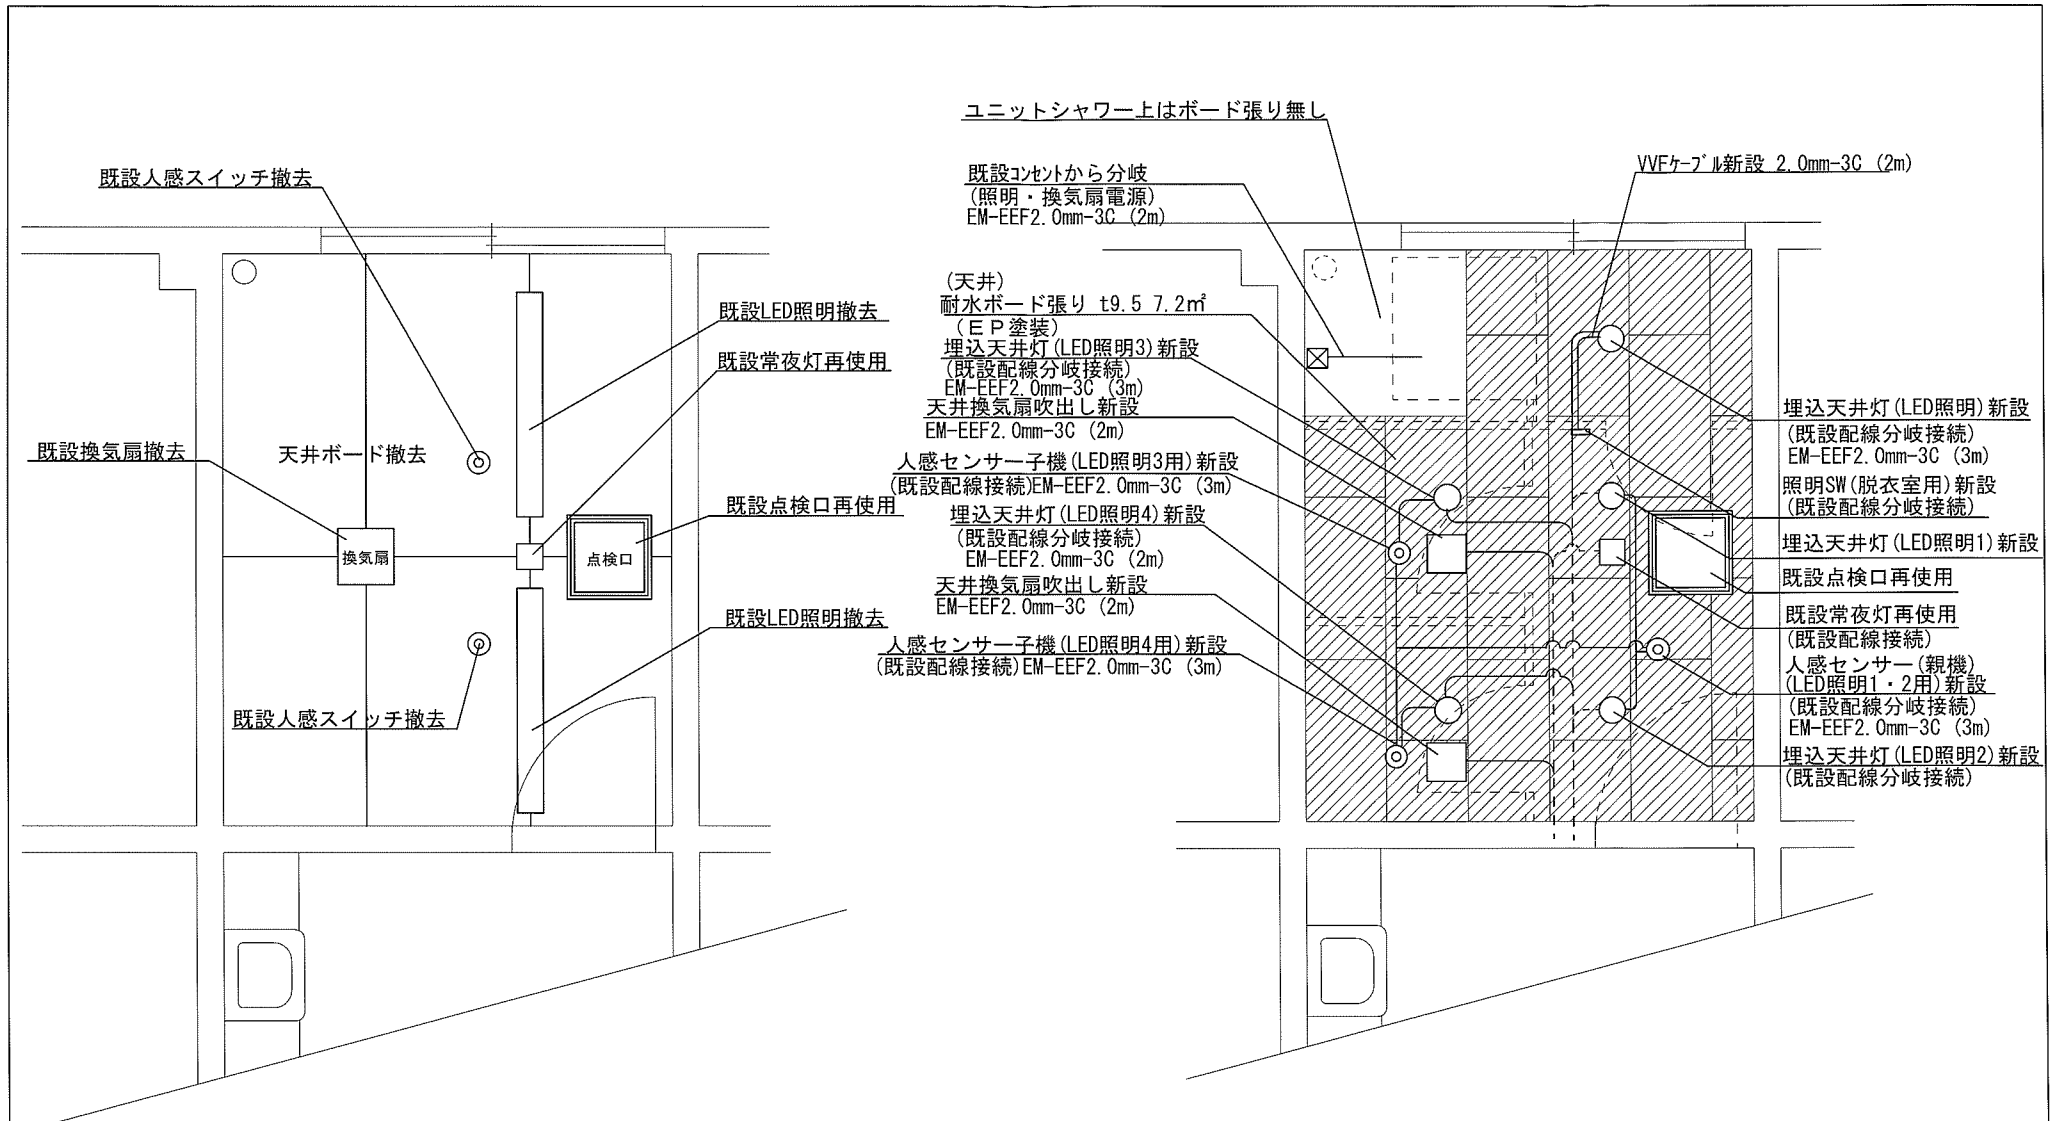 既設人感スイッチ撤去
既設LED照明撤去
既設常夜灯再使用
既設換気扇撤去
天井ボード撤去
既設点検口再使用
換気扇
点検口
既設LED照明撤去
既設人感スイッチ撤去
ユニットシャワー上はボード張り無し
既設ｺﾝｾﾝﾄから分岐
(照明・換気扇電源)
EM-EEF2.0mm-3C (2m)
(天井)
耐水ボード張り t9.5 7.2㎡
(ＥＰ塗装)
埋込天井灯(LED照明3)新設
(既設配線分岐接続)
EM-EEF2.0mm-3C (3m)
天井換気扇吹出し新設
EM-EEF2.0mm-3C (2m)
人感センサー子機(LED照明3用)新設
(既設配線接続)EM-EEF2.0mm-3C (3m)
埋込天井灯(LED照明4)新設
(既設配線分岐接続)
EM-EEF2.0mm-3C (2m)
天井換気扇吹出し新設
EM-EEF2.0mm-3C (2m)
人感センサー子機(LED照明4用)新設
(既設配線接続)EM-EEF2.0mm-3C (3m)
VVFｹｰﾌﾞﾙ新設 2.0mm-3C (2m)
埋込天井灯(LED照明)新設
(既設配線分岐接続)
EM-EEF2.0mm-3C (3m)
照明SW(脱衣室用)新設
(既設配線分岐接続)
埋込天井灯(LED照明1)新設
既設点検口再使用
既設常夜灯再使用
(既設配線接続)
人感センサー(親機)
(LED照明1・2用)新設
(既設配線分岐接続)
EM-EEF2.0mm-3C (3m)
埋込天井灯(LED照明2)新設
(既設配線分岐接続)